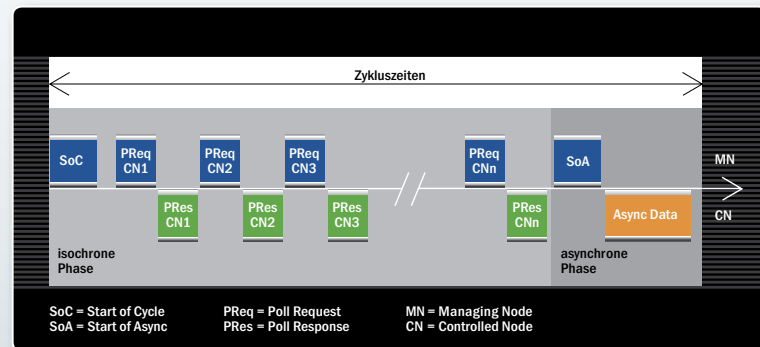 Zykluszeiten
SoC
PReq
CN1
PReq
CN2
PReq
CN3
PReq
CNn
SoA
MN
PRes
CN1
PRes
CN2
PRes
CN3
PRes
CNn
Async Data
CN
isochrone
Phase
asynchrone
Phase
SoC = Start of Cycle
SoA = Start of Async
PReq = Poll Request
PRes = Poll Response
MN = Managing Node
CN = Controlled Node